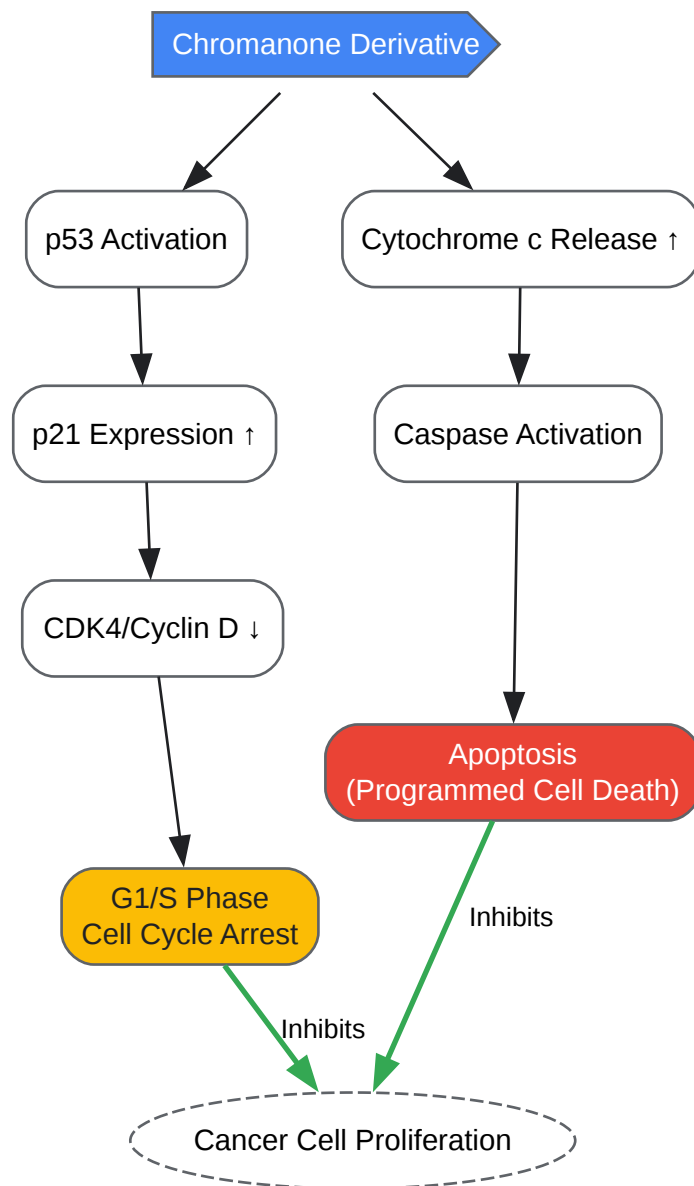 Chromanone Derivative
p53 Activation
Cytochrome c Release ↑
p21 Expression ↑
Caspase Activation
CDK4/Cyclin D ↓
Apoptosis
(Programmed Cell Death)
G1/S Phase
Cell Cycle Arrest
Inhibits
Inhibits
Cancer Cell Proliferation